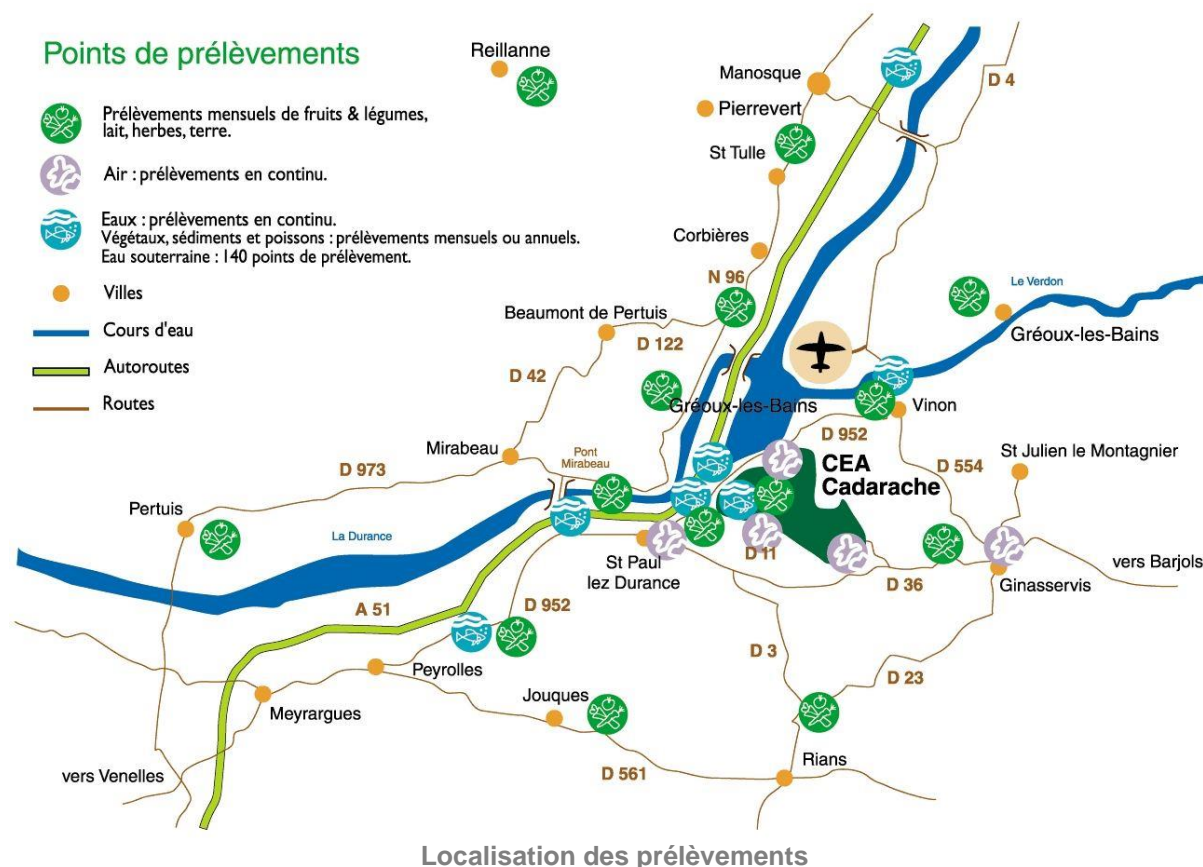 Points de prélèvements
Prélèvements mensuels de fruits & légumes,
lait, herbes, terre.
Air : prélèvements en continu.
Eaux : prélèvements en continu.
Végétaux, sédiments et poissons : prélèvements mensuels ou annuels.
Eau souterraine : 140 points de prélèvement.
Villes
Cours d'eau
Autoroutes
Routes
Reillanne
Manosque
D 4
Pierrevert
St Tulle
Corbières
N 96
Le Verdon
Beaumont de Pertuis
Gréoux-les-Bains
D 122
D 42
Gréoux-les-Bains
Vinon
D 952
Mirabeau
Pont
Mirabeau
CEA
Cadarache
St Julien le Montagnier
D 554
D 973
Pertuis
La Durance
D 11
St Paul
lez Durance
vers Barjols
D 36
Ginasservis
A 51
D 952
D 3
Peyrolles
D 23
Jouques
Meyrargues
Rians
vers Venelles
D 561
Localisation des prélèvements